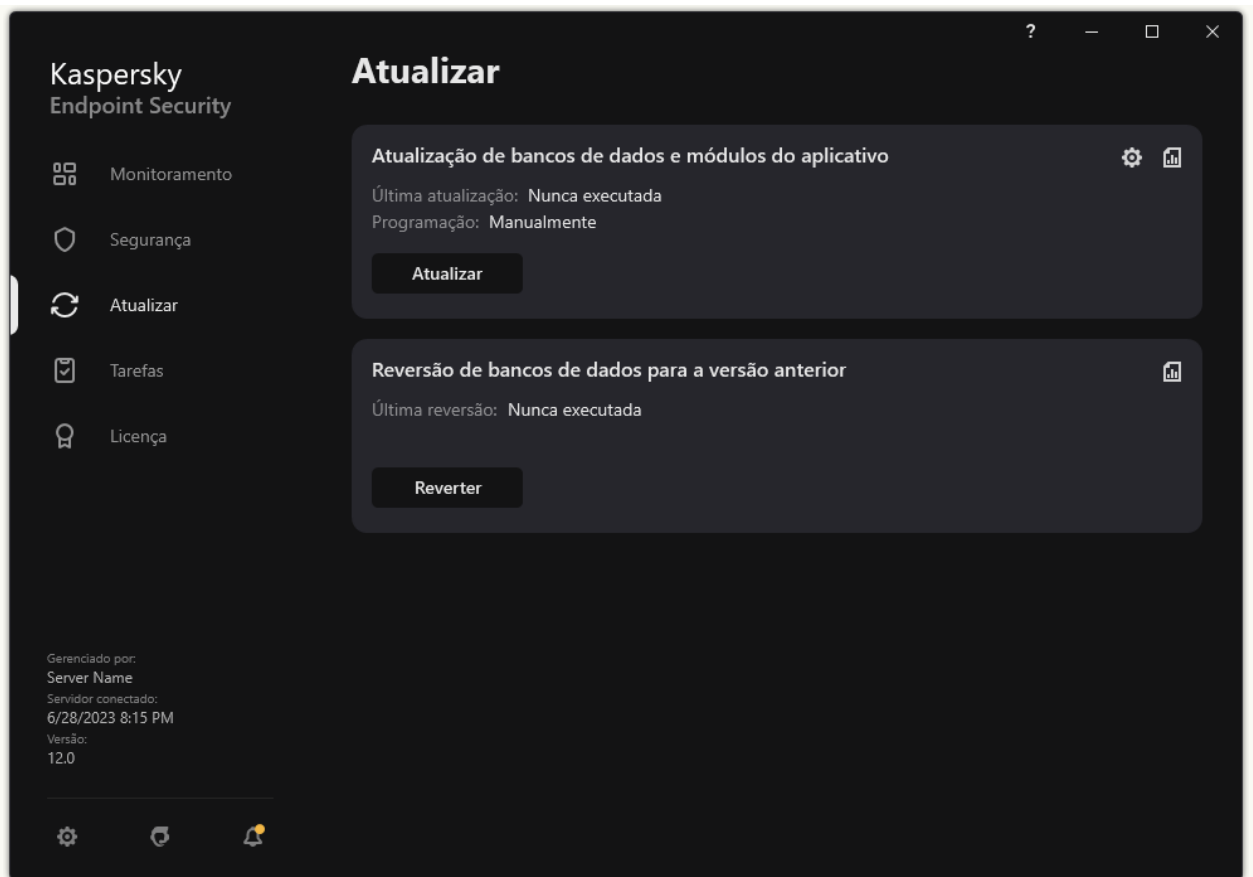 ?
Kaspersky
Endpoint Security
Monitoramento
Segurança
Atualizar
Tarefas
Licença
Gerenciado por:
Server Name
Servidor conectado:
6/28/2023 8:15 PM
Versão:
12.0
Atualizar
Atualização de bancos de dados e módulos do aplicativo
Última atualização: Nunca executada
Programação: Manualmente
Atualizar
Reversão de bancos de dados para a versão anterior
Última reversão: Nunca executada
Reverter